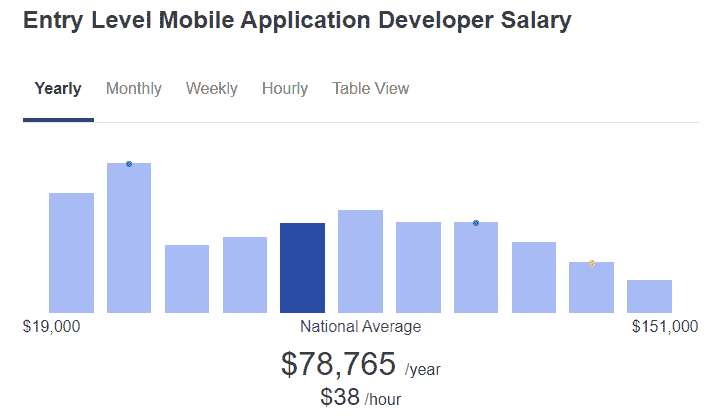 Entry Level Mobile Application Developer Salary
Yearly Monthly Weekly Hourly Table View
$19,000 National Average $151,000
$78,765 /year
$38 /hour